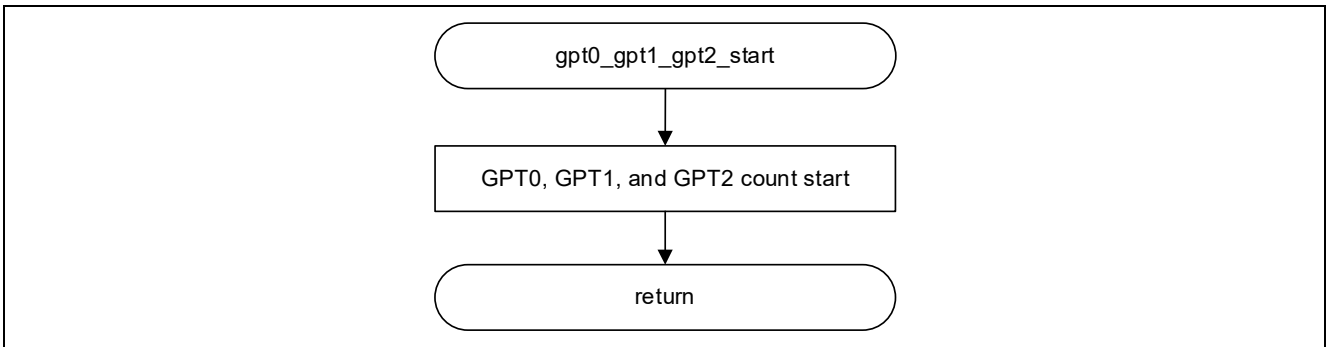 gpt0_gpt1_gpt2_start
GPT0, GPT1, and GPT2 count start
return